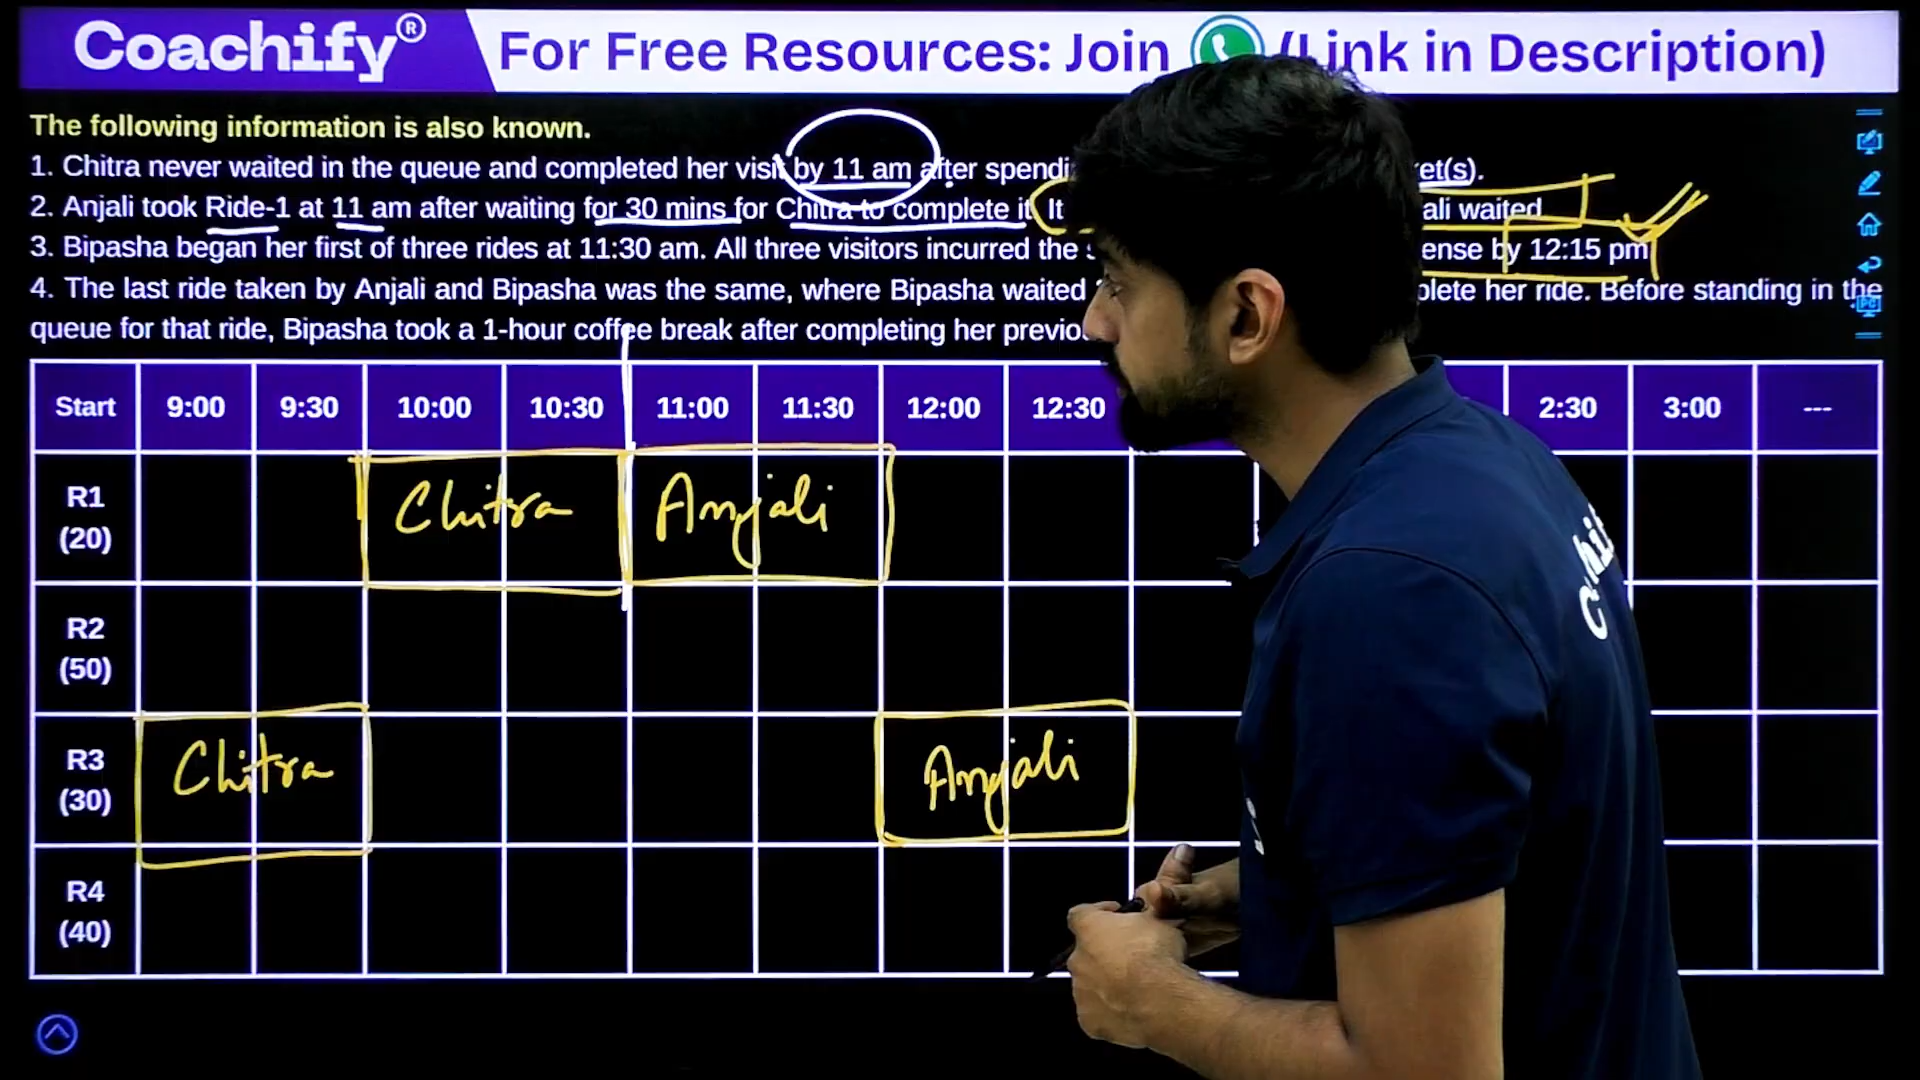 Coachify®
For Free Resources: Join (Link in Description)
The following information is also known.
1. Chitra never waited in the queue and completed her visit by 11 am after
2. Anjali took Ride-1 at 11 am after waiting for 30 mins for Chitra to complete it. It waited
3. Bipasha began her first of three rides at 11:30 am. All three visitors incurred the by 12:15 pm
4. The last ride taken by Anjali and Bipasha was the same, where Bipasha waited her ride. Before standing in the
queue for that ride, Bipasha took a 1-hour coffee break after completing her
Start 9:00 9:30 10:00 10:30 11:00 11:30 12:00 12:30 2:30 3:00 ---
R1
(20)
Chitra Anjali
R2
(50)
R3
(30)
Chitra Anjali
R4
(40)